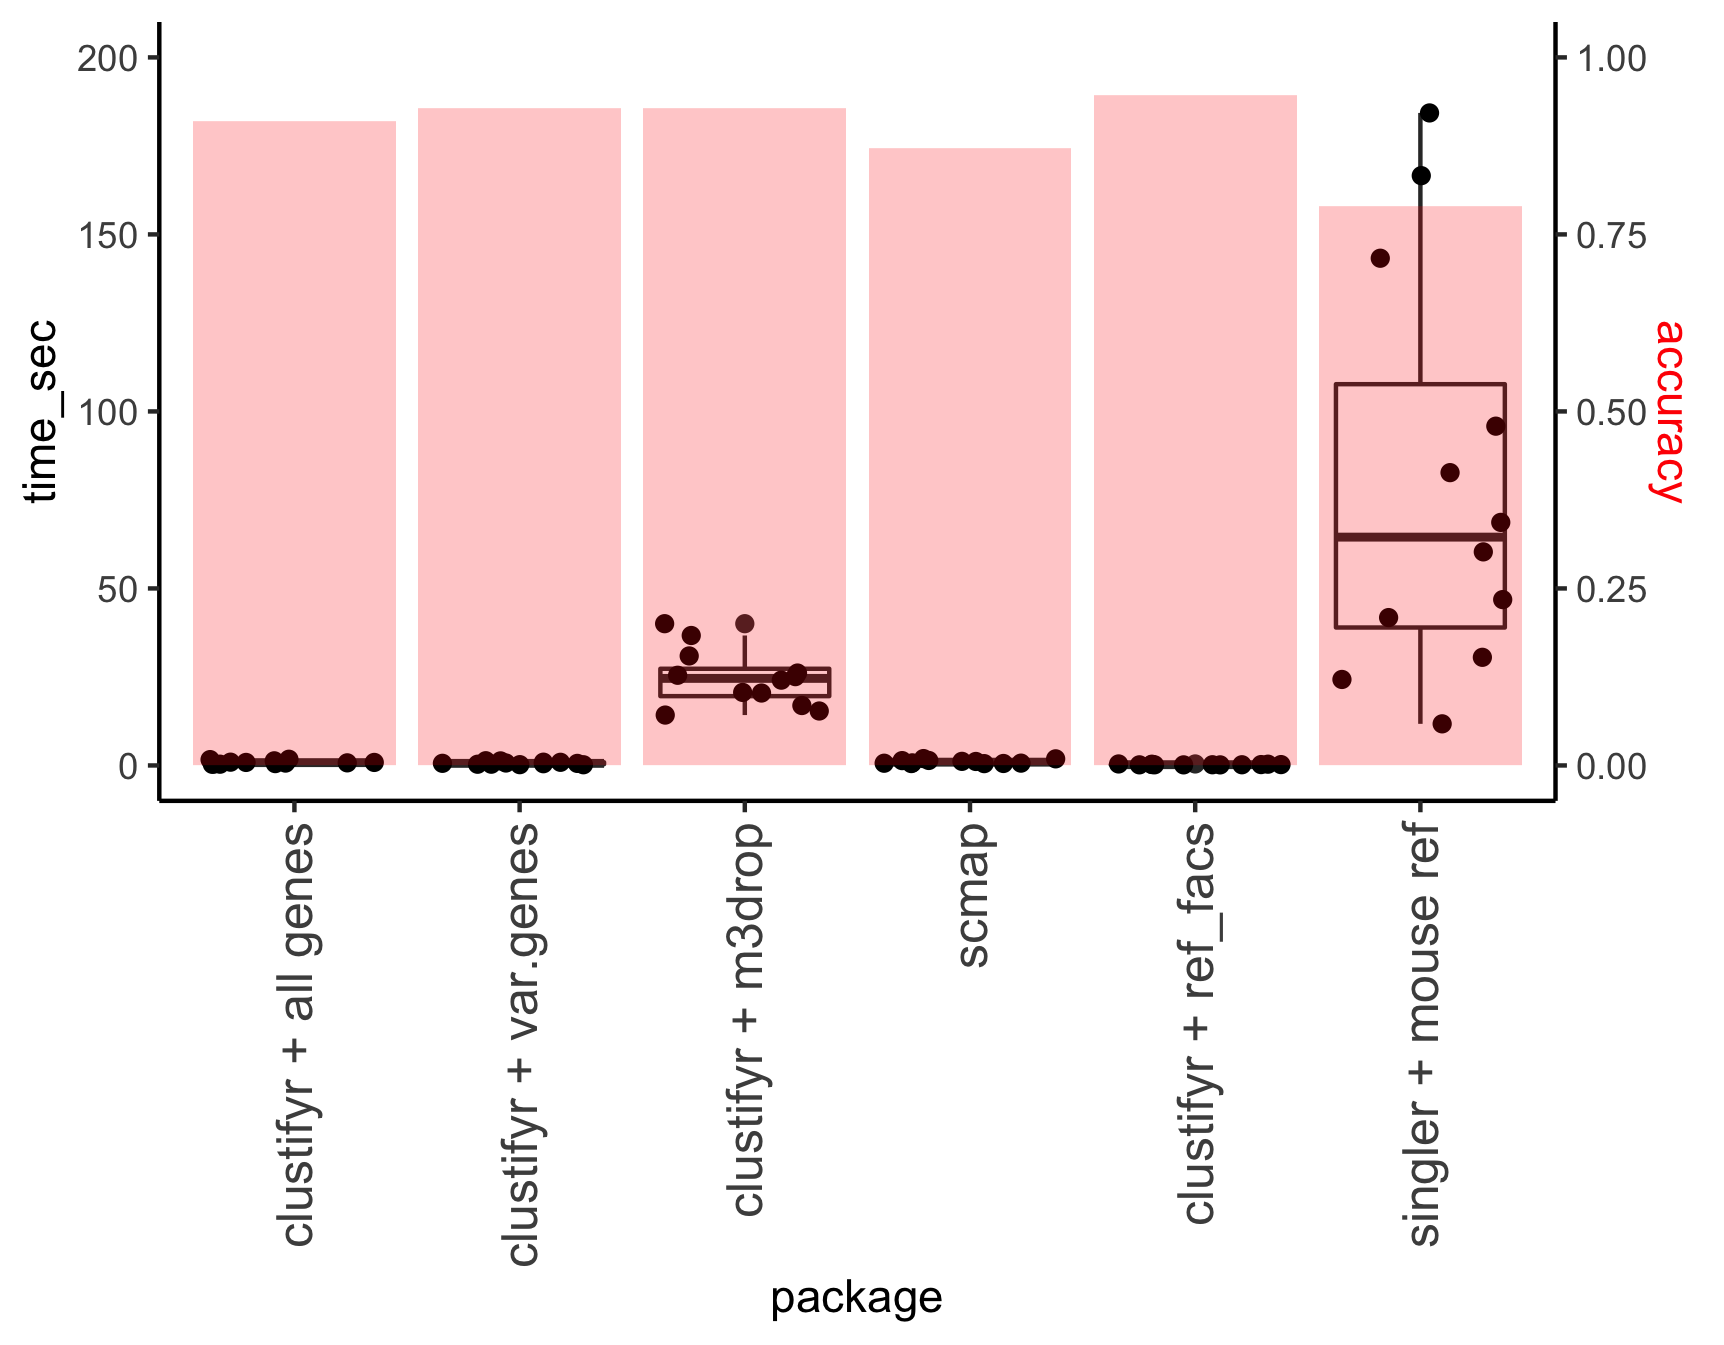 200
150
100
50
0
time_sec
1.00
0.75
0.50
0.25
0.00
accuracy
clustifyr + all genes
clustifyr + var.genes
clustifyr + m3drop
scmap
clustifyr + ref_facs
singler + mouse ref
package